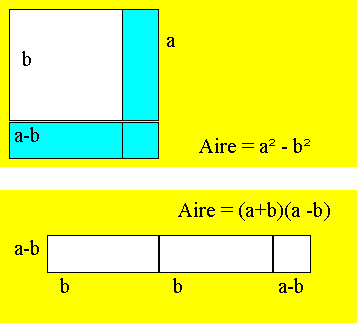 a
b
a-b
Aire = a² - b²
Aire = (a+b)(a -b)
a-b
b b a-b